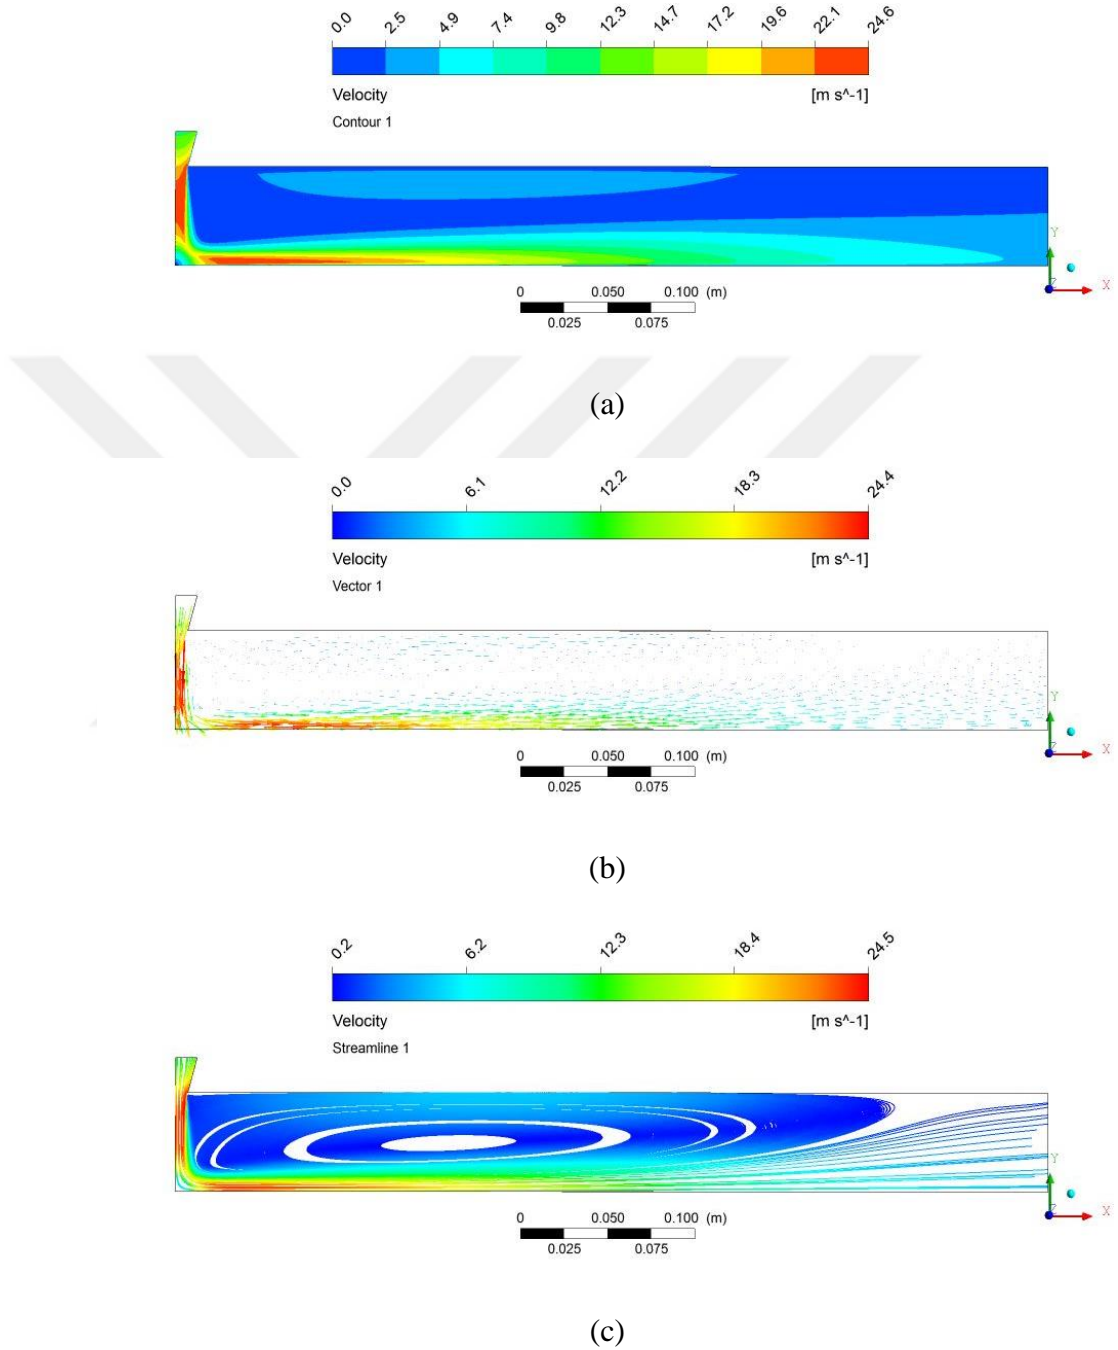 0.0 2.5 4.9 7.4 9.8 12.3 14.7 17.2 19.6 22.1 24.6
Velocity [m s^-1]
Contour 1
Y
Z X
0 0.050 0.100 (m)
0.025 0.075
(a)
0.0 6.1 12.2 18.3 24.4
Velocity [m s^-1]
Vector 1
Y
Z X
0 0.050 0.100 (m)
0.025 0.075
(b)
0.2 6.2 12.3 18.4 24.5
Velocity [m s^-1]
Streamline 1
Y
Z X
0 0.050 0.100 (m)
0.025 0.075
(c)